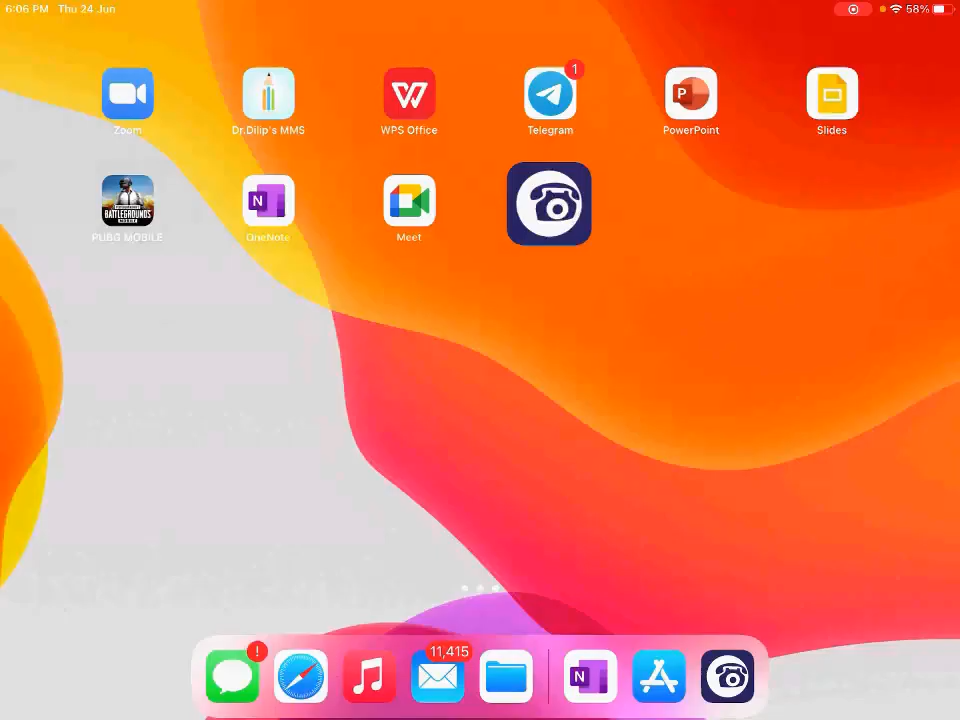 6:06 PM Thu 24 Jun
58%
1
Zoom
Dr.Dilip's MMS
WPS Office
Telegram
PowerPoint
Slides
P
N
BATTLEGROUNDS
PUBG MOBILE
OneNote
Meet
!
11,415
N